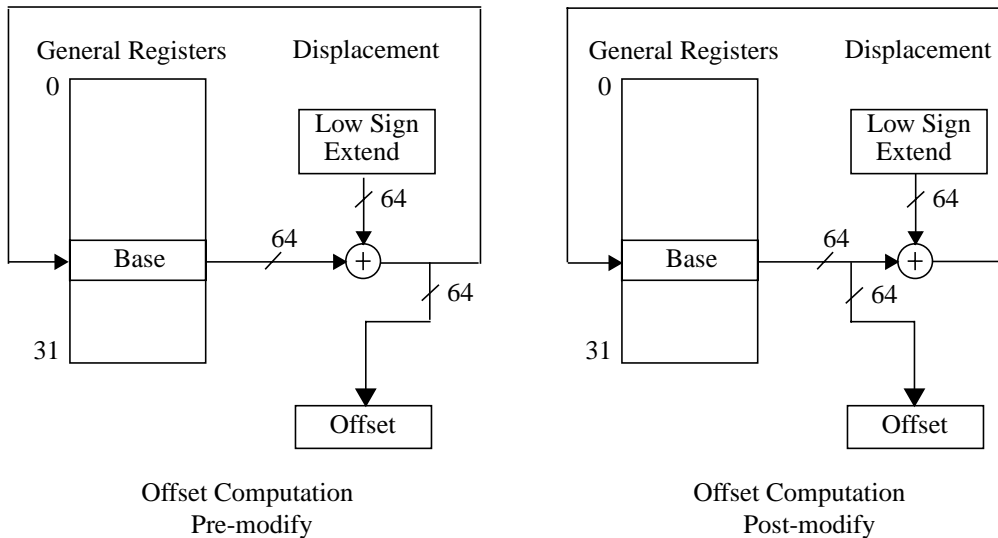 General Registers
Displacement
0
Low Sign
Extend
64
64
Base
+
64
31
Offset
Offset Computation
Pre-modify
General Registers
Displacement
0
Low Sign
Extend
64
64
Base
+
64
31
Offset
Offset Computation
Post-modify